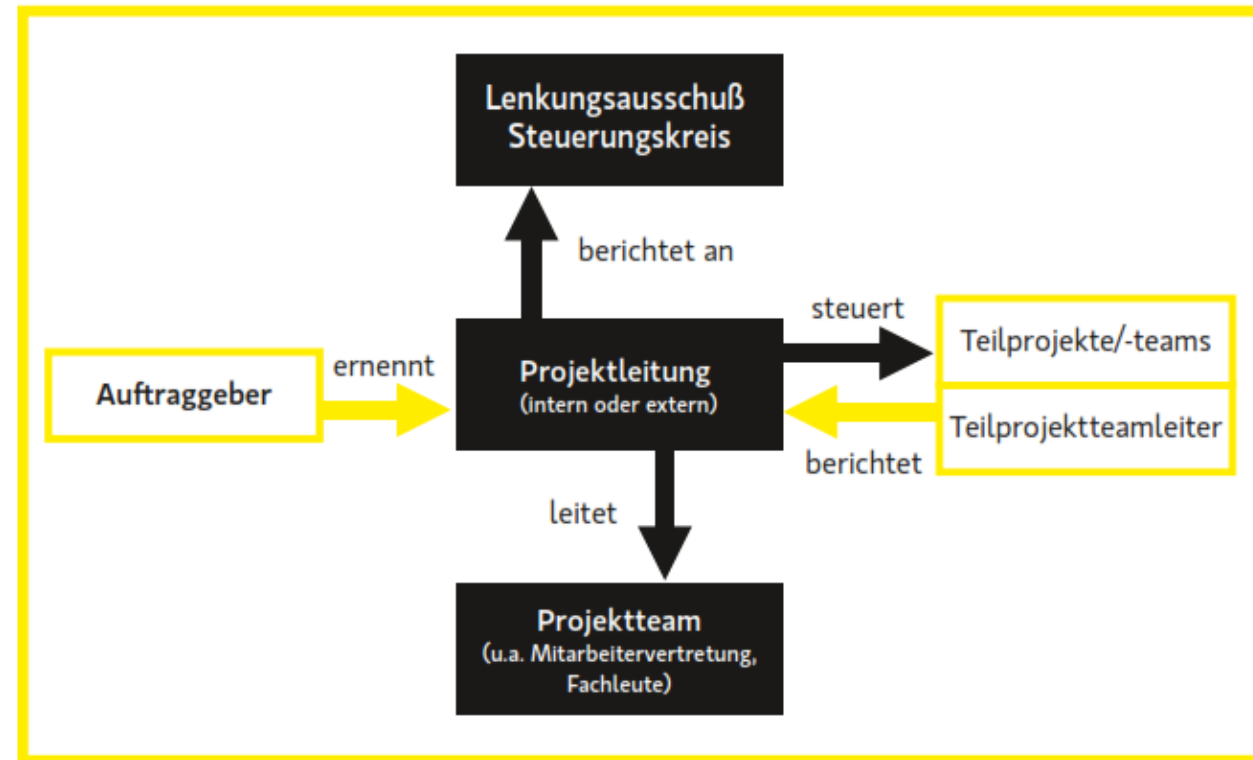 Lenkungsausschuß
Steuerungskreis
berichtet an
steuert
Teilprojekte/-teams
ernennt
Auftraggeber
Projektleitung
(intern oder extern)
Teilprojektteamleiter
berichtet
leitet
Projektteam
(u.a. Mitarbeitervertretung,
Fachleute)